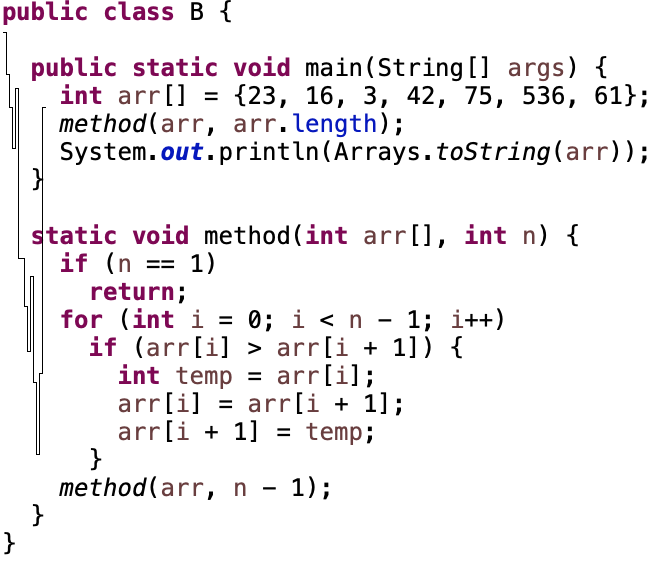 public class B {
public static void main(String[] args) {
int arr[] = {23, 16, 3, 42, 75, 536, 61};
method(arr, arr.length);
System.out.println(Arrays.toString(arr));
}
static void method(int arr[], int n) {
if (n == 1)
return;
for (int i = 0; i < n - 1; i++)
if (arr[i] > arr[i + 1]) {
int temp = arr[i];
arr[i] = arr[i + 1];
arr[i + 1] = temp;
}
method(arr, n - 1);
}
}